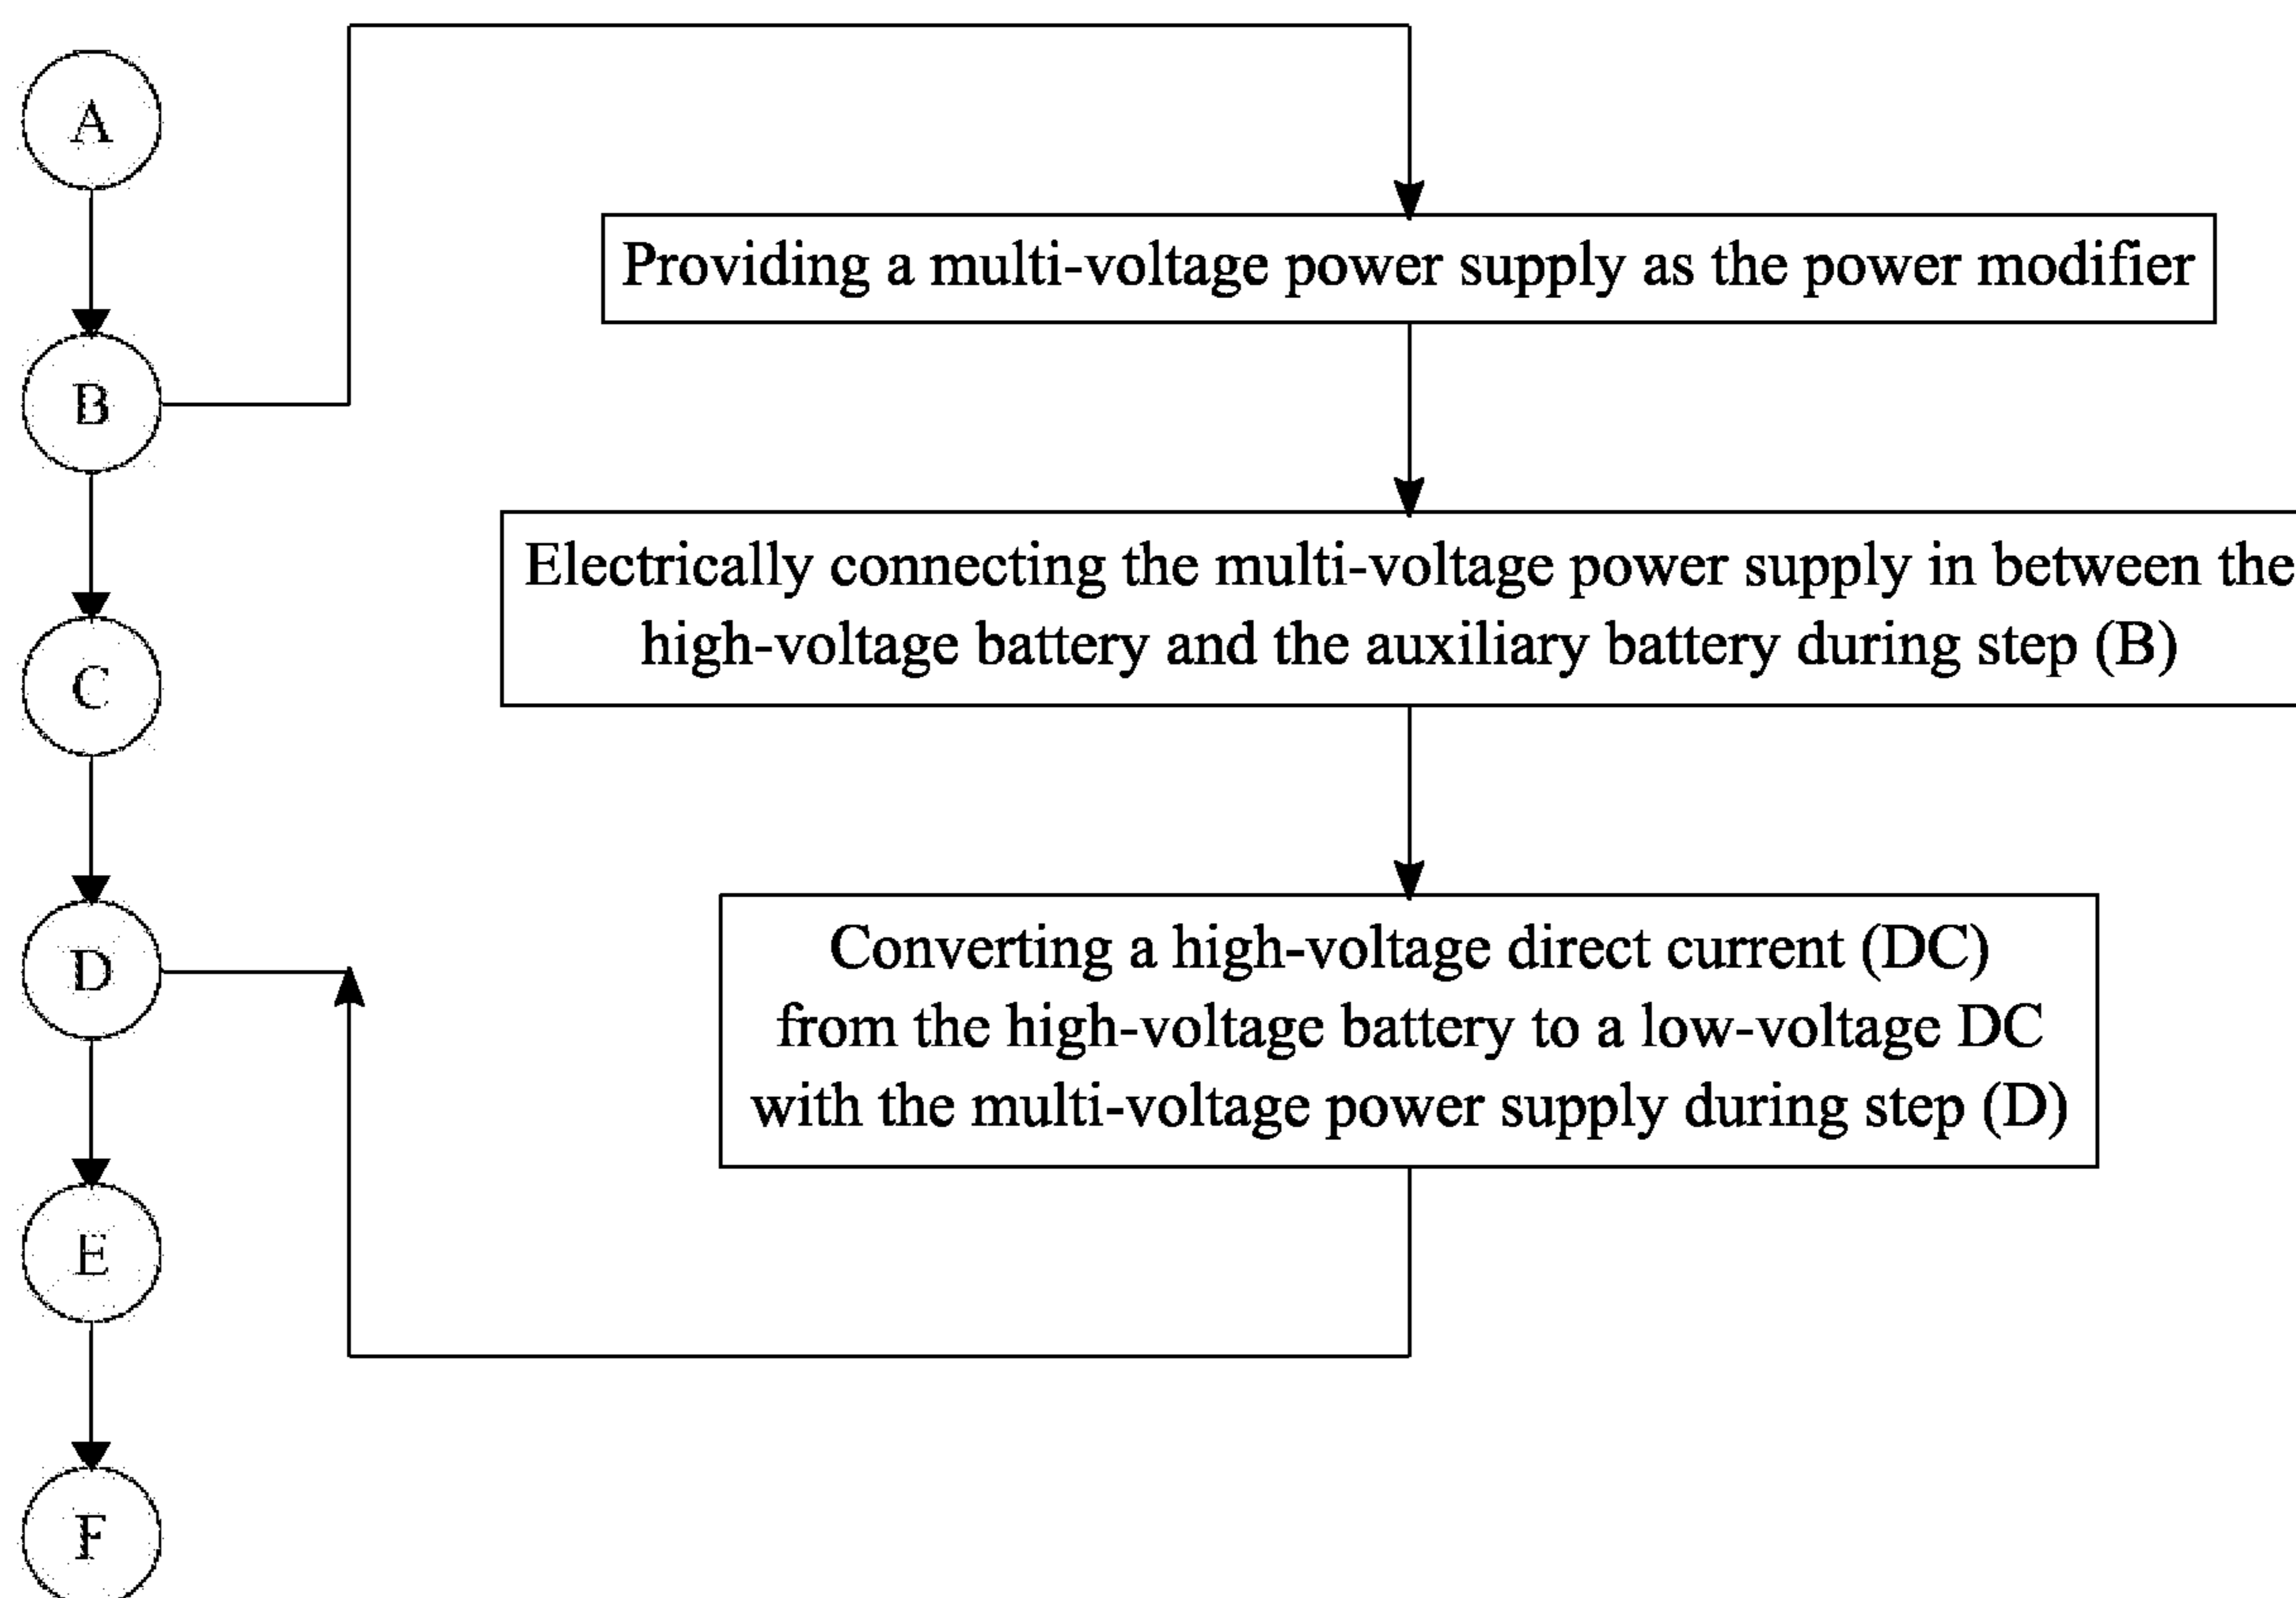 A
B
C
D
E
F
Providing a multi-voltage power supply as the power modifier
Electrically connecting the multi-voltage power supply in between the
high-voltage battery and the auxiliary battery during step (B)
Converting a high-voltage direct current (DC)
from the high-voltage battery to a low-voltage DC
with the multi-voltage power supply during step (D)